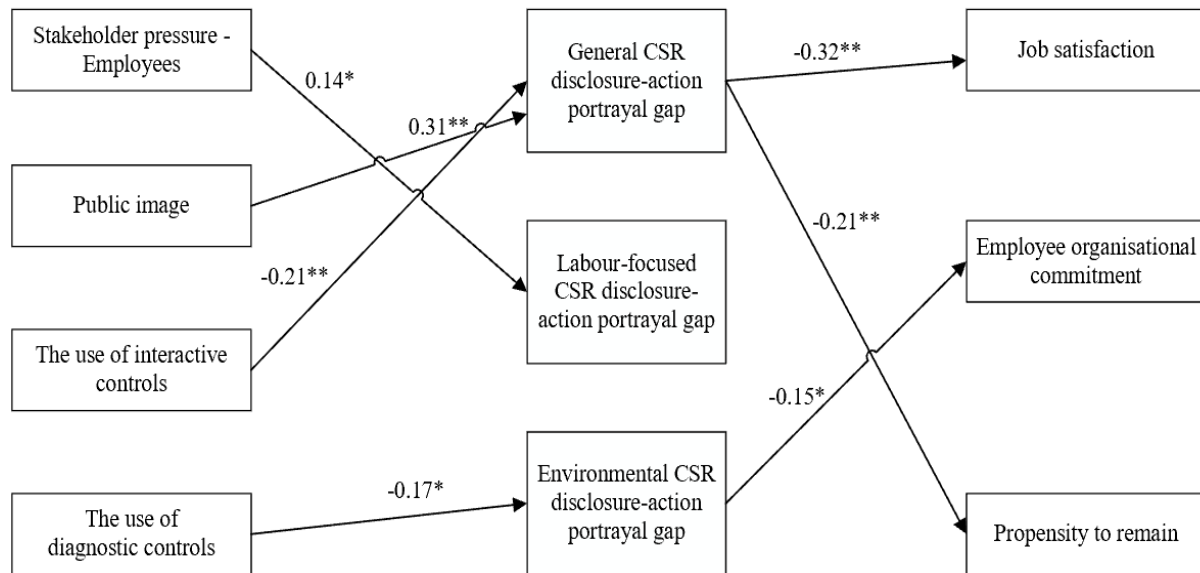 Stakeholder pressure -
Employees
Public image
The use of interactive
controls
The use of
diagnostic controls
0.14*
0.31**
-0.21**
-0.17*
General CSR
disclosure-action
portrayal gap
Labour-focused
CSR disclosure-
action portrayal gap
Environmental CSR
disclosure-action
portrayal gap
-0.32**
-0.21**
-0.15*
Job satisfaction
Employee organisational
commitment
Propensity to remain